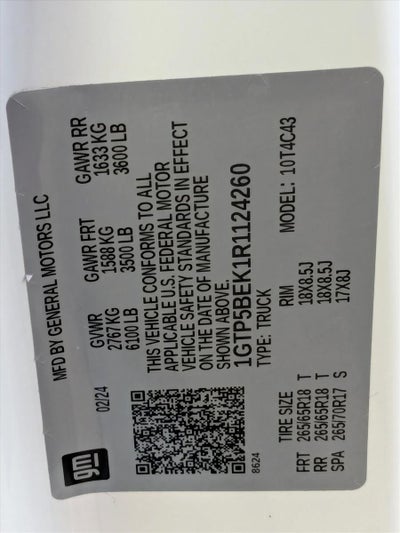 gm
MFD BY GENERAL MOTORS LLC
02/24
GVWR GAWR FRT GAWR RR
2767 KG 1588 KG 1633 KG
6100 LB 3500 LB 3600 LB
THIS VEHICLE CONFORMS TO ALL
APPLICABLE U.S. FEDERAL MOTOR
VEHICLE SAFETY STANDARDS IN EFFECT
ON THE DATE OF MANUFACTURE
SHOWN ABOVE.
1GTP5BEK1R1124260
TYPE: TRUCK MODEL: 10T4C43
8624
TIRE SIZE RIM
FRT 265/65R18 T 18X8.5J
RR 265/65R18 T 18X8.5J
SPA 265/70R17 S 17X8J